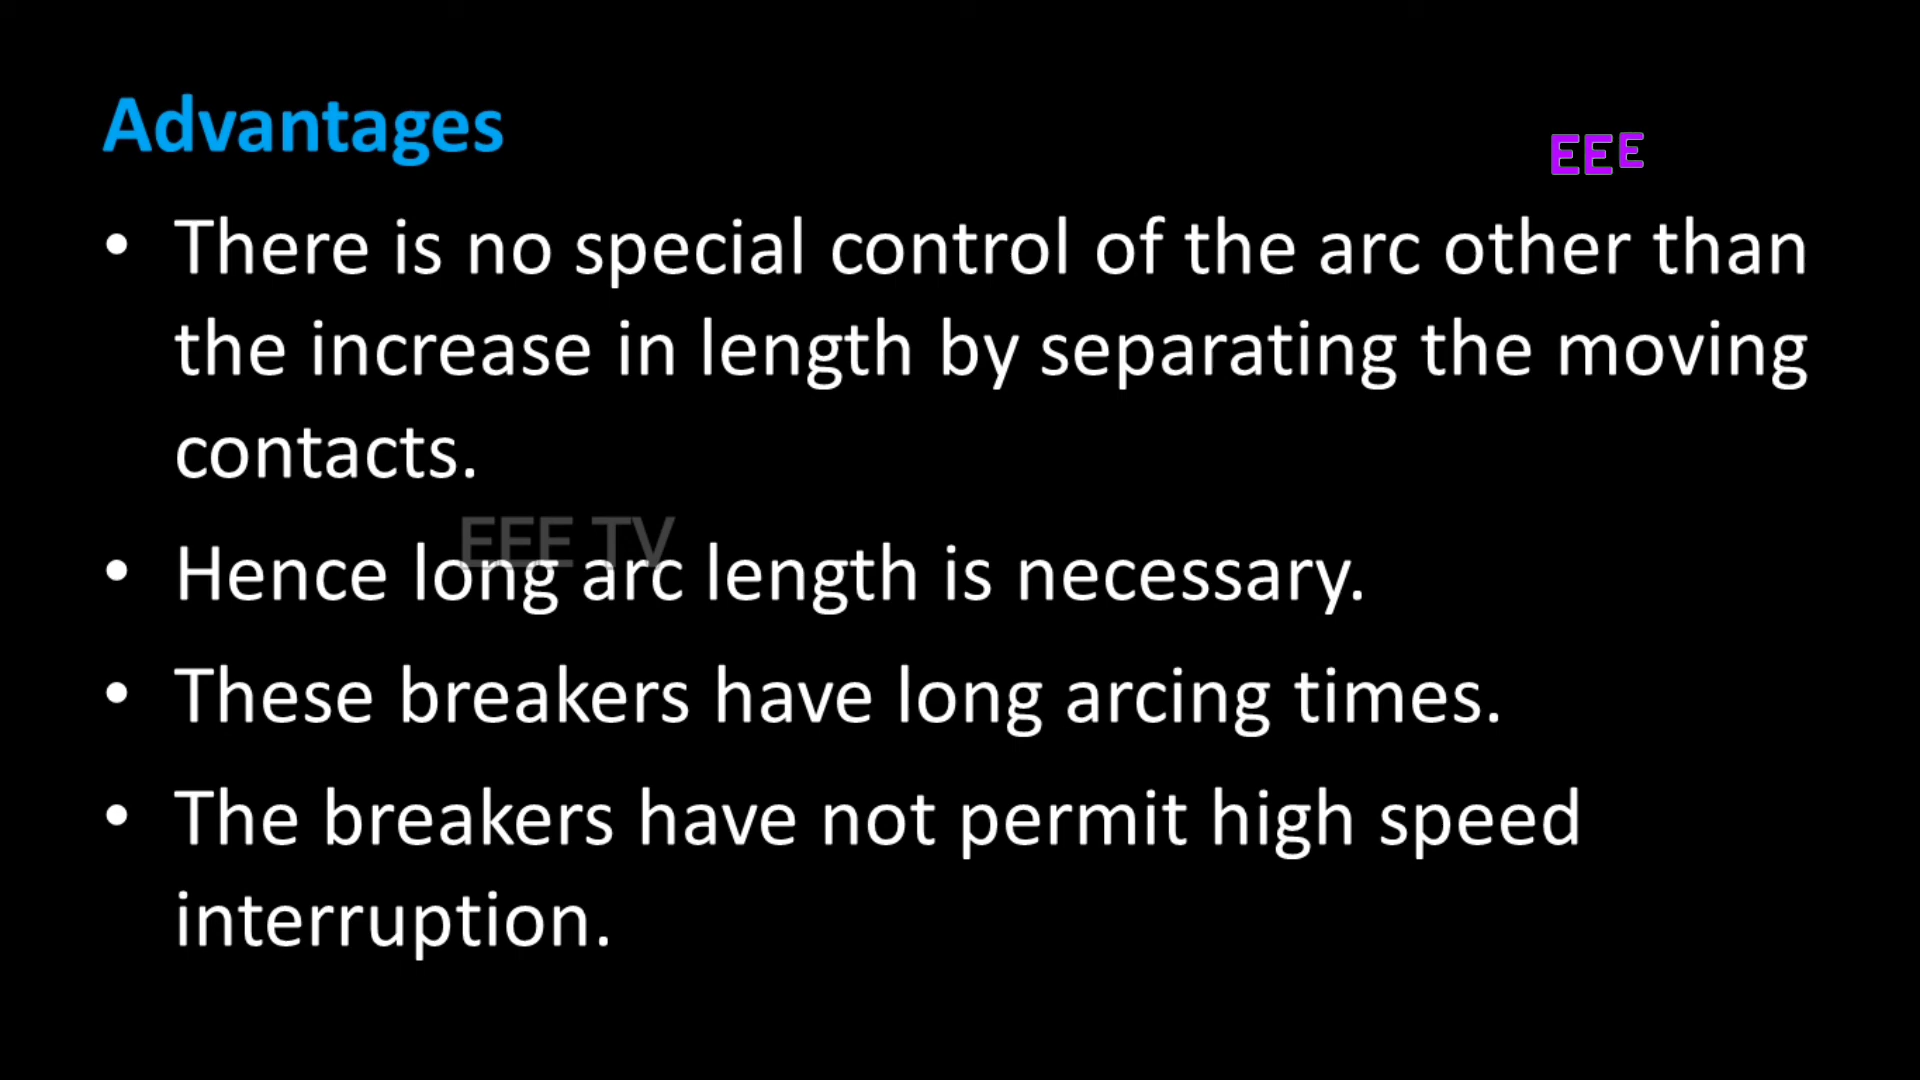 Advantages
EEE
• There is no special control of the arc other than
the increase in length by separating the moving
contacts.
EEE TV
• Hence long arc length is necessary.
• These breakers have long arcing times.
• The breakers have not permit high speed
interruption.